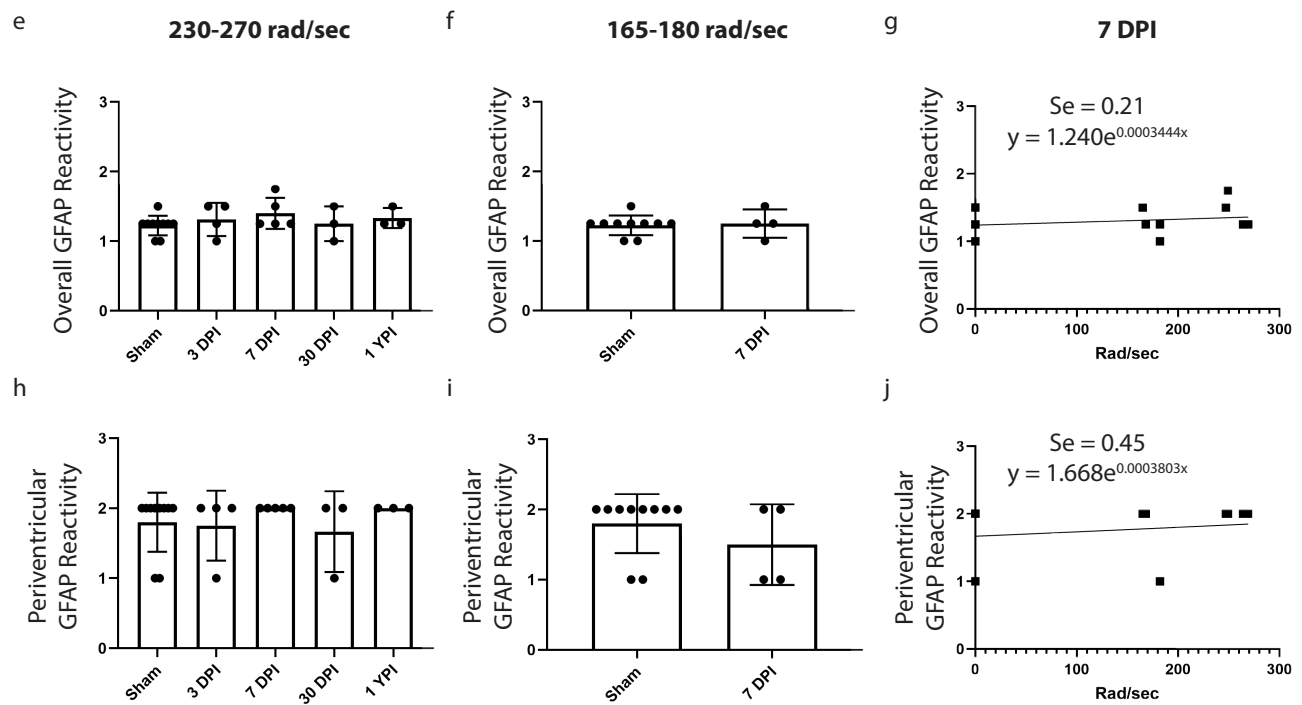 e
230-270 rad/sec
f
165-180 rad/sec
g
7 DPI
Overall GFAP Reactivity
3
2
1
0
Sham
3 DPI
7 DPI
30 DPI
1 YPI
Overall GFAP Reactivity
3
2
1
0
Sham
7 DPI
Overall GFAP Reactivity
Se = 0.21
y = 1.240e^0.0003444x
3
2
1
0
0
100
200
300
Rad/sec
h
Periventricular
GFAP Reactivity
3
2
1
0
Sham
3 DPI
7 DPI
30 DPI
1 YPI
i
Periventricular
GFAP Reactivity
3
2
1
0
Sham
7 DPI
j
Periventricular
GFAP Reactivity
Se = 0.45
y = 1.668e^0.0003803x
3
2
1
0
0
100
200
300
Rad/sec